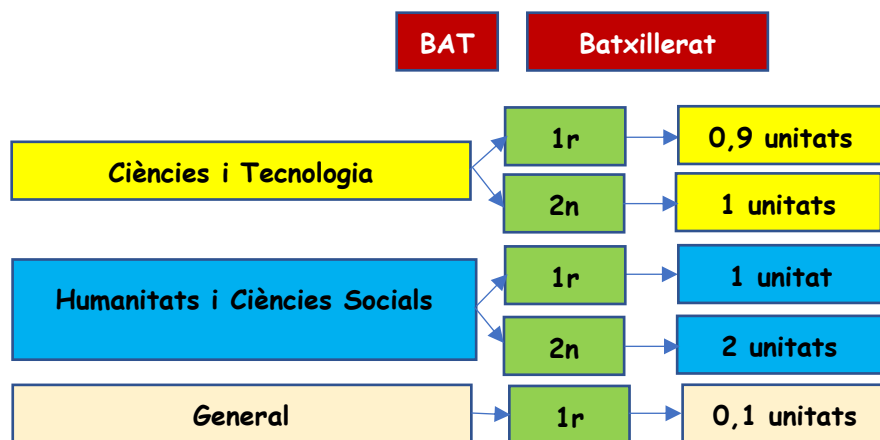 BAT Batxillerat
Ciències i Tecnologia
1r 0,9 unitats
2n 1 unitats
Humanitats i Ciències Socials
1r 1 unitat
2n 2 unitats
General 1r 0,1 unitats